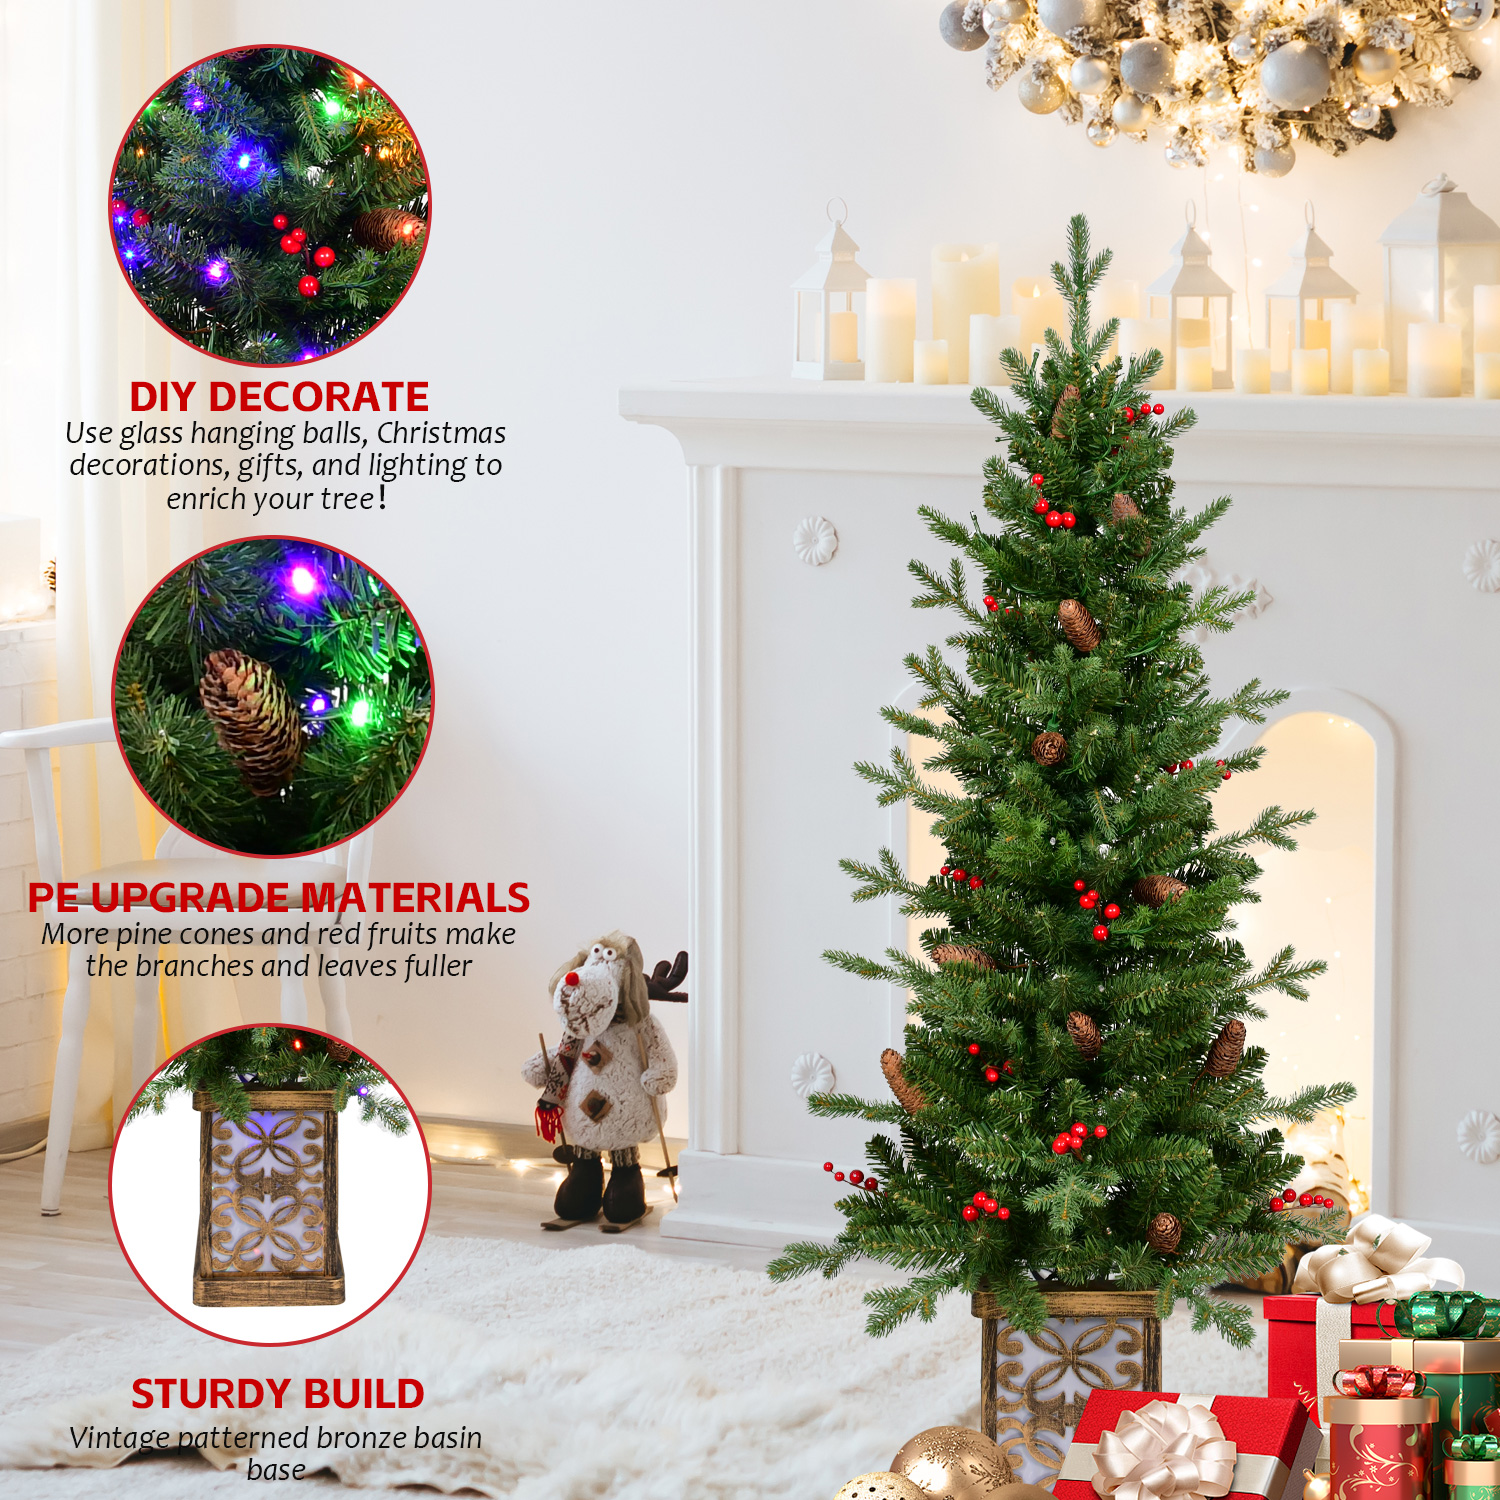 DIY DECORATE
Use glass hanging balls, Christmas
decorations, gifts, and lighting to
enrich your tree!
PE UPGRADE MATERIALS
More pine cones and red fruits make
the branches and leaves fuller
STURDY BUILD
Vintage patterned bronze basin
base